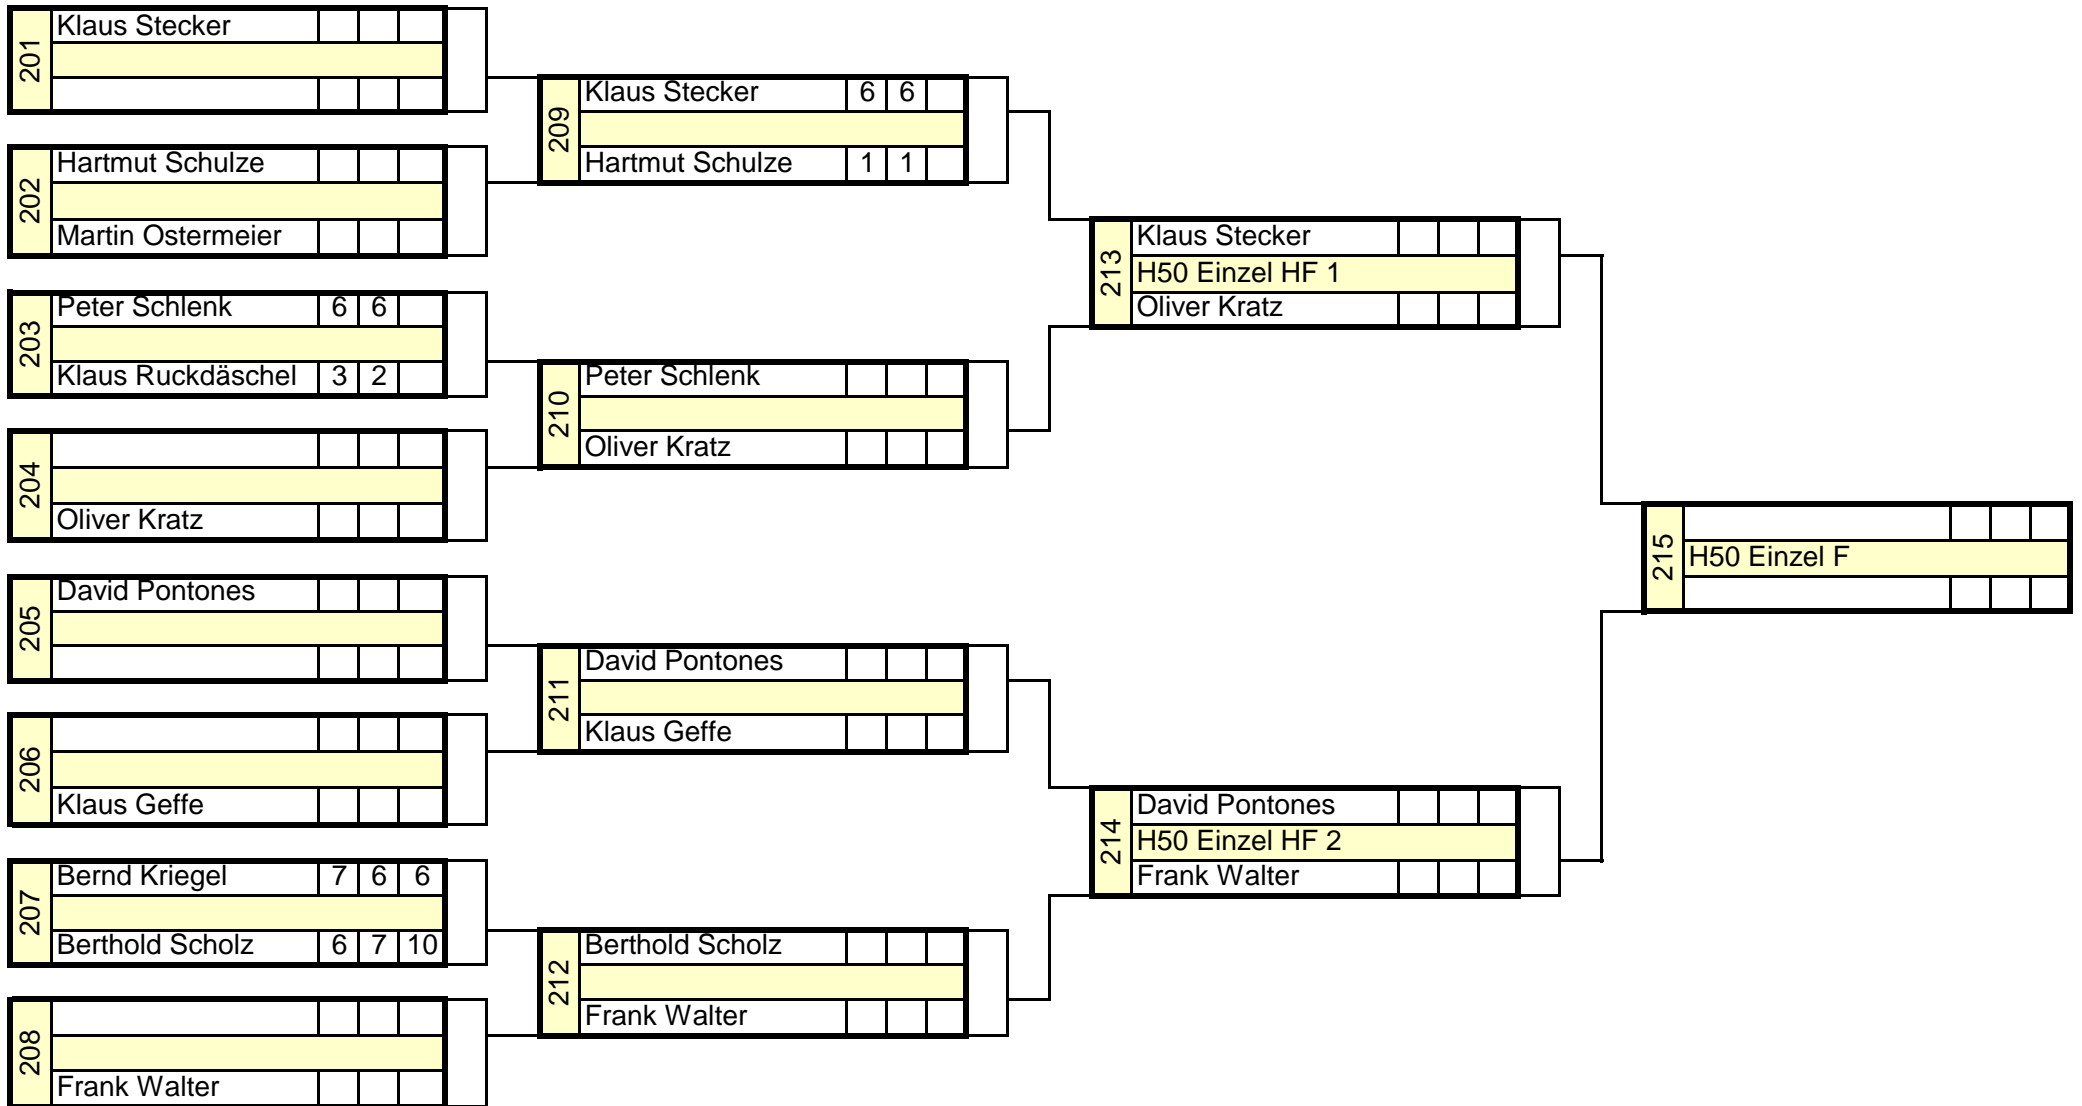 201
Klaus Stecker
202
Hartmut Schulze
Martin Ostermeier
203
Peter Schlenk 6 6
Klaus Ruckdäschel 3 2
204
Oliver Kratz
205
David Pontones
206
Klaus Geffe
207
Bernd Kriegel 7 6 6
Berthold Scholz 6 7 10
208
Frank Walter
209
Klaus Stecker 6 6
Hartmut Schulze 1 1
210
Peter Schlenk
Oliver Kratz
211
David Pontones
Klaus Geffe
212
Berthold Scholz
Frank Walter
213
Klaus Stecker
H50 Einzel HF 1
Oliver Kratz
214
David Pontones
H50 Einzel HF 2
Frank Walter
215
H50 Einzel F